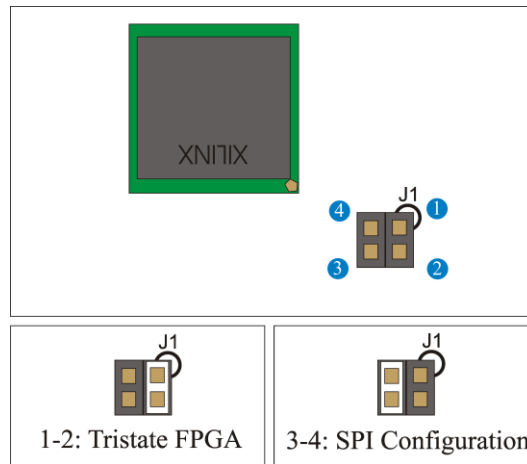 XILINX
J1
4
1
3
2
J1
1-2: Tristate FPGA
J1
3-4: SPI Configuration